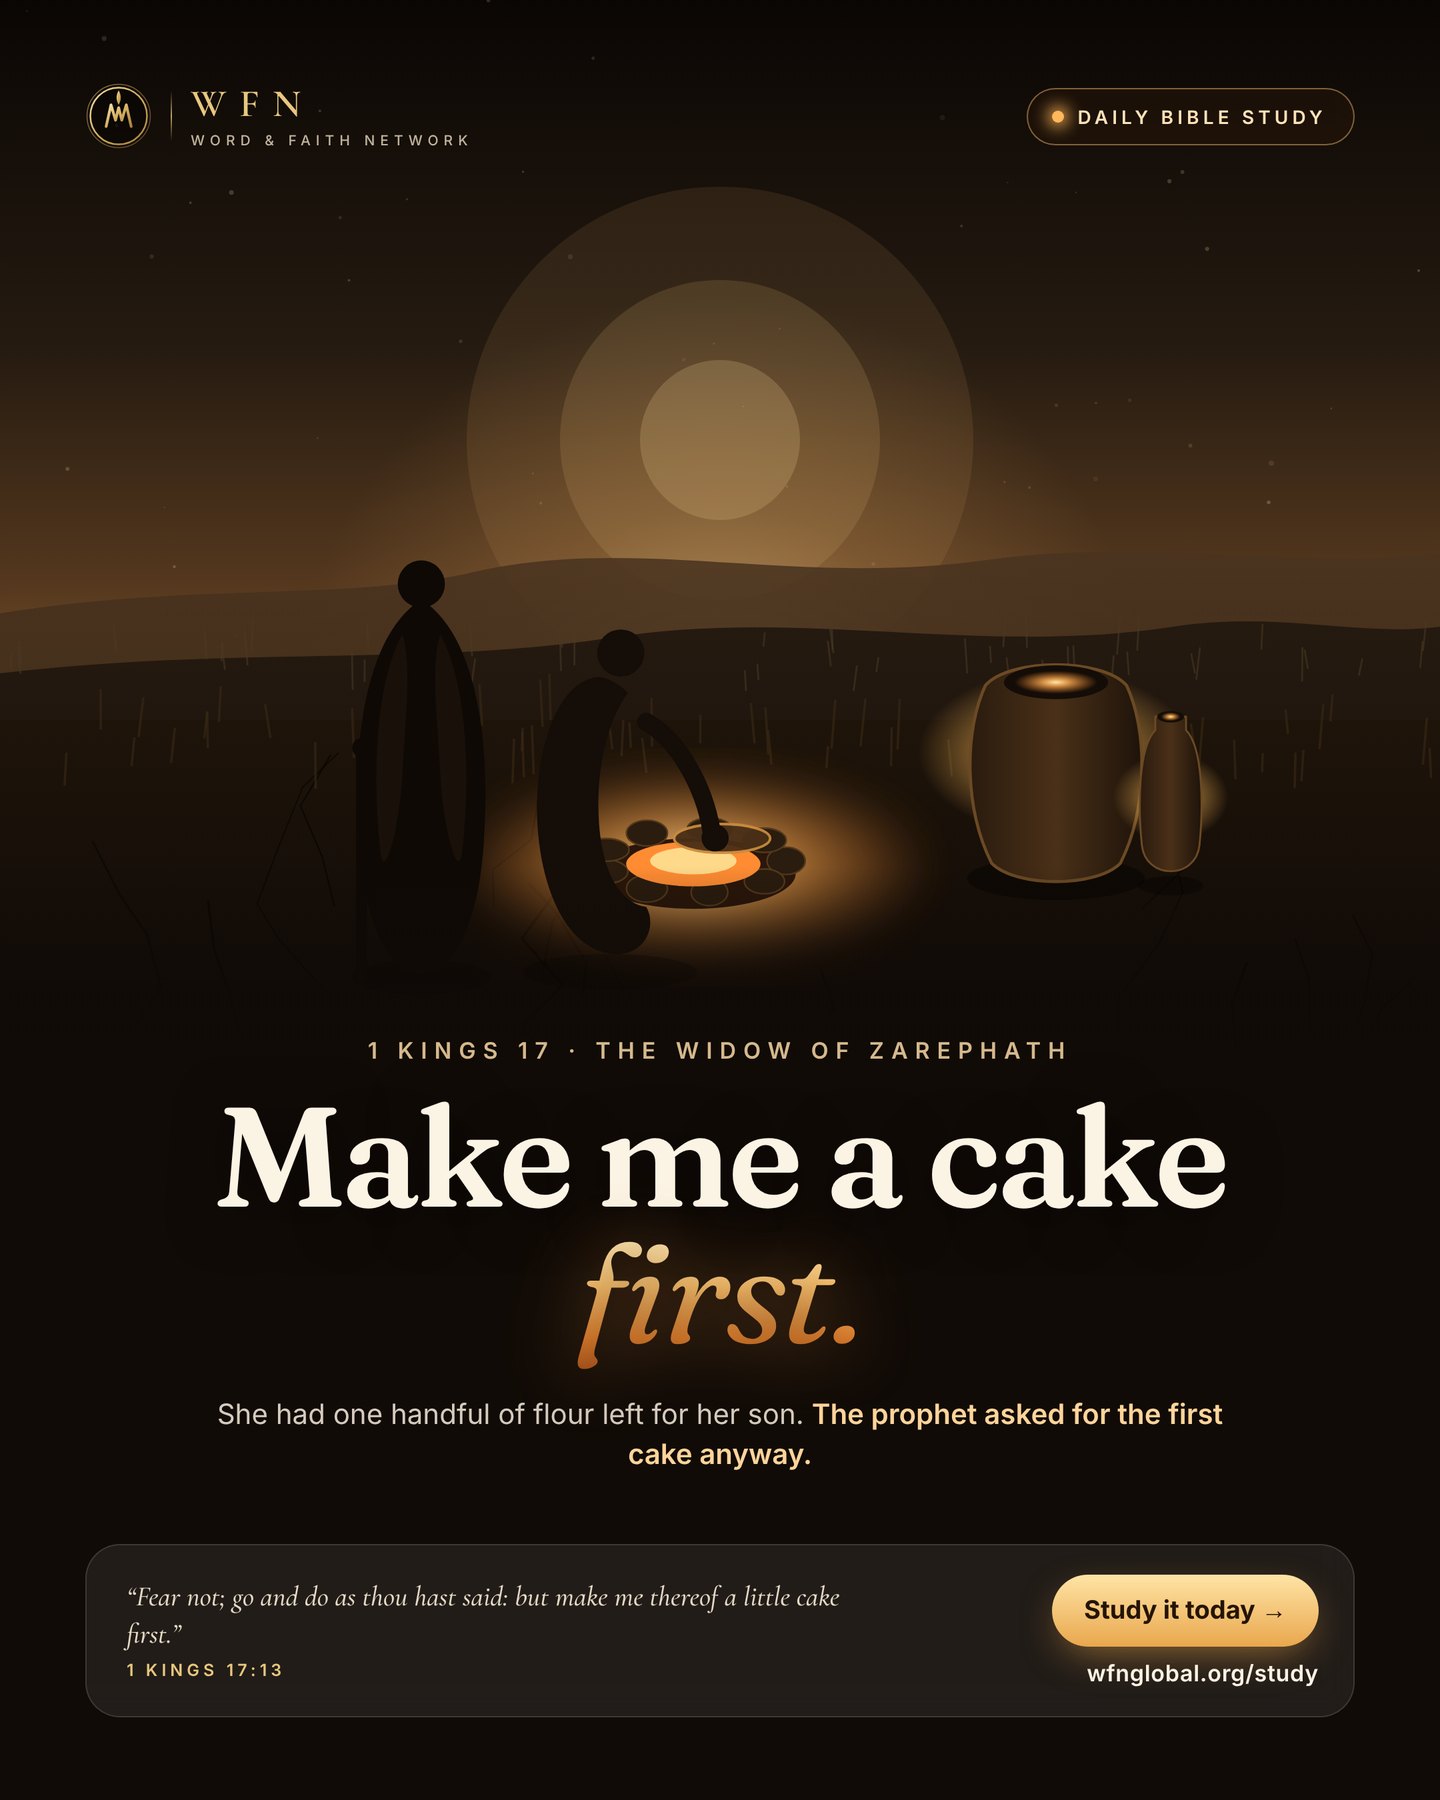 WFN
WORD & FAITH NETWORK
DAILY BIBLE STUDY
1 KINGS 17 · THE WIDOW OF ZAREPHATH
Make me a cake
first.
She had one handful of flour left for her son. The prophet asked for the first
cake anyway.
“Fear not; go and do as thou hast said: but make me thereof a little cake
first.”
1 KINGS 17:13
Study it today →
wfnglobal.org/study